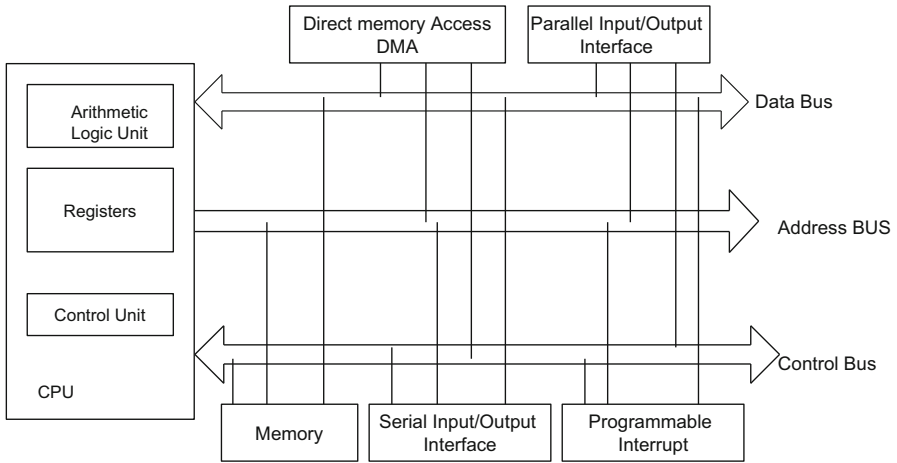 Direct memory Access
DMA
Parallel Input/Output
Interface
Arithmetic
Logic Unit
Data Bus
Registers
Address BUS
Control Unit
Control Bus
CPU
Memory
Serial Input/Output
Interface
Programmable
Interrupt